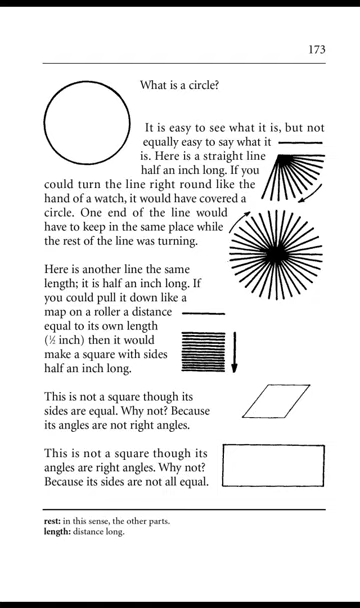 173
What is a circle?
It is easy to see what it is, but not
equally easy to say what it
is. Here is a straight line
half an inch long. If you
could turn the line right round like the
hand of a watch, it would have covered a
circle. One end of the line would
have to keep in the same place while
the rest of the line was turning.
Here is another line the same
length; it is half an inch long. If
you could pull it down like a
map on a roller a distance
equal to its own length
(½ inch) then it would
make a square with sides
half an inch long.
This is not a square though its
sides are equal. Why not? Because
its angles are not right angles.
This is not a square though its
angles are right angles. Why not?
Because its sides are not all equal.
rest: in this sense, the other parts.
length: distance long.